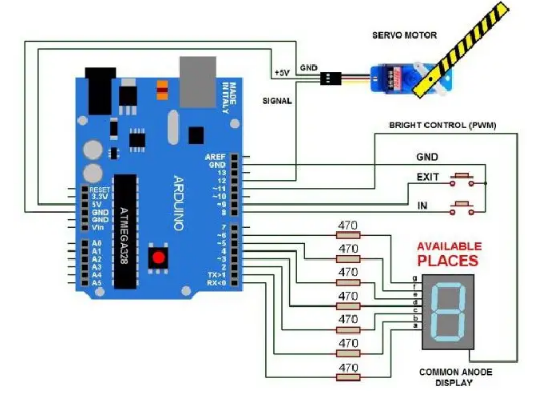 SERVO MOTOR
GND
+5V
SIGNAL
MADE
IN ITALY
BRIGHT CONTROL (PWM)
AREF
GND
13
12
~11
~10
~9
8
GND
EXIT
IN
RESET
3.3V
5V
GND
GND
Vin
ARDUINO
ATMEGA328
7
~6
~5
4
~3
2
TX>1
RX<0
A0
A1
A2
A3
A4
A5
470
470
470
470
470
470
470
AVAILABLE
PLACES
g
f
e
d
c
b
a
COMMON ANODE
DISPLAY